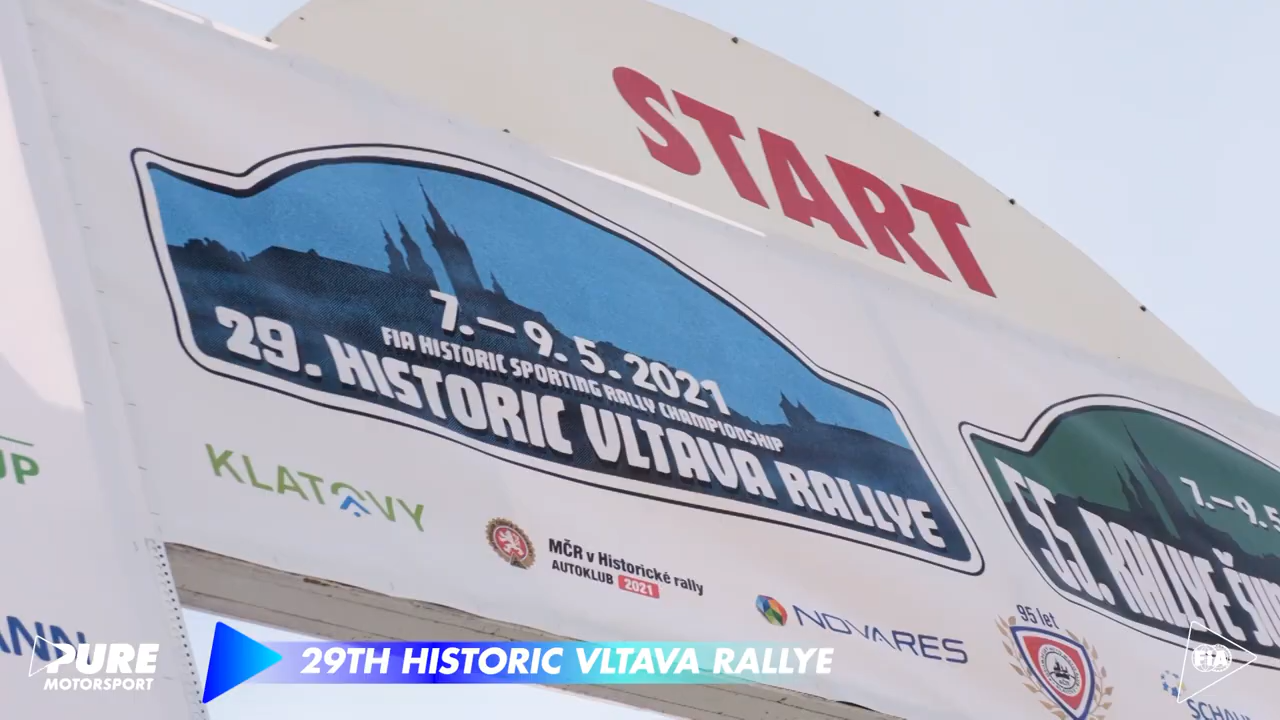 START
7. – 9. 5. 2021
FIA HISTORIC SPORTING RALLY CHAMPIONSHIP
29. HISTORIC VLTAVA RALLYE
7. – 9. 5
55. RALLYE
KLATOVY
MČR v Historické rally
AUTOKLUB 2021
NOVARES
95 let
UP
ANN
PURE
MOTORSPORT
29TH HISTORIC VLTAVA RALLYE
FIA